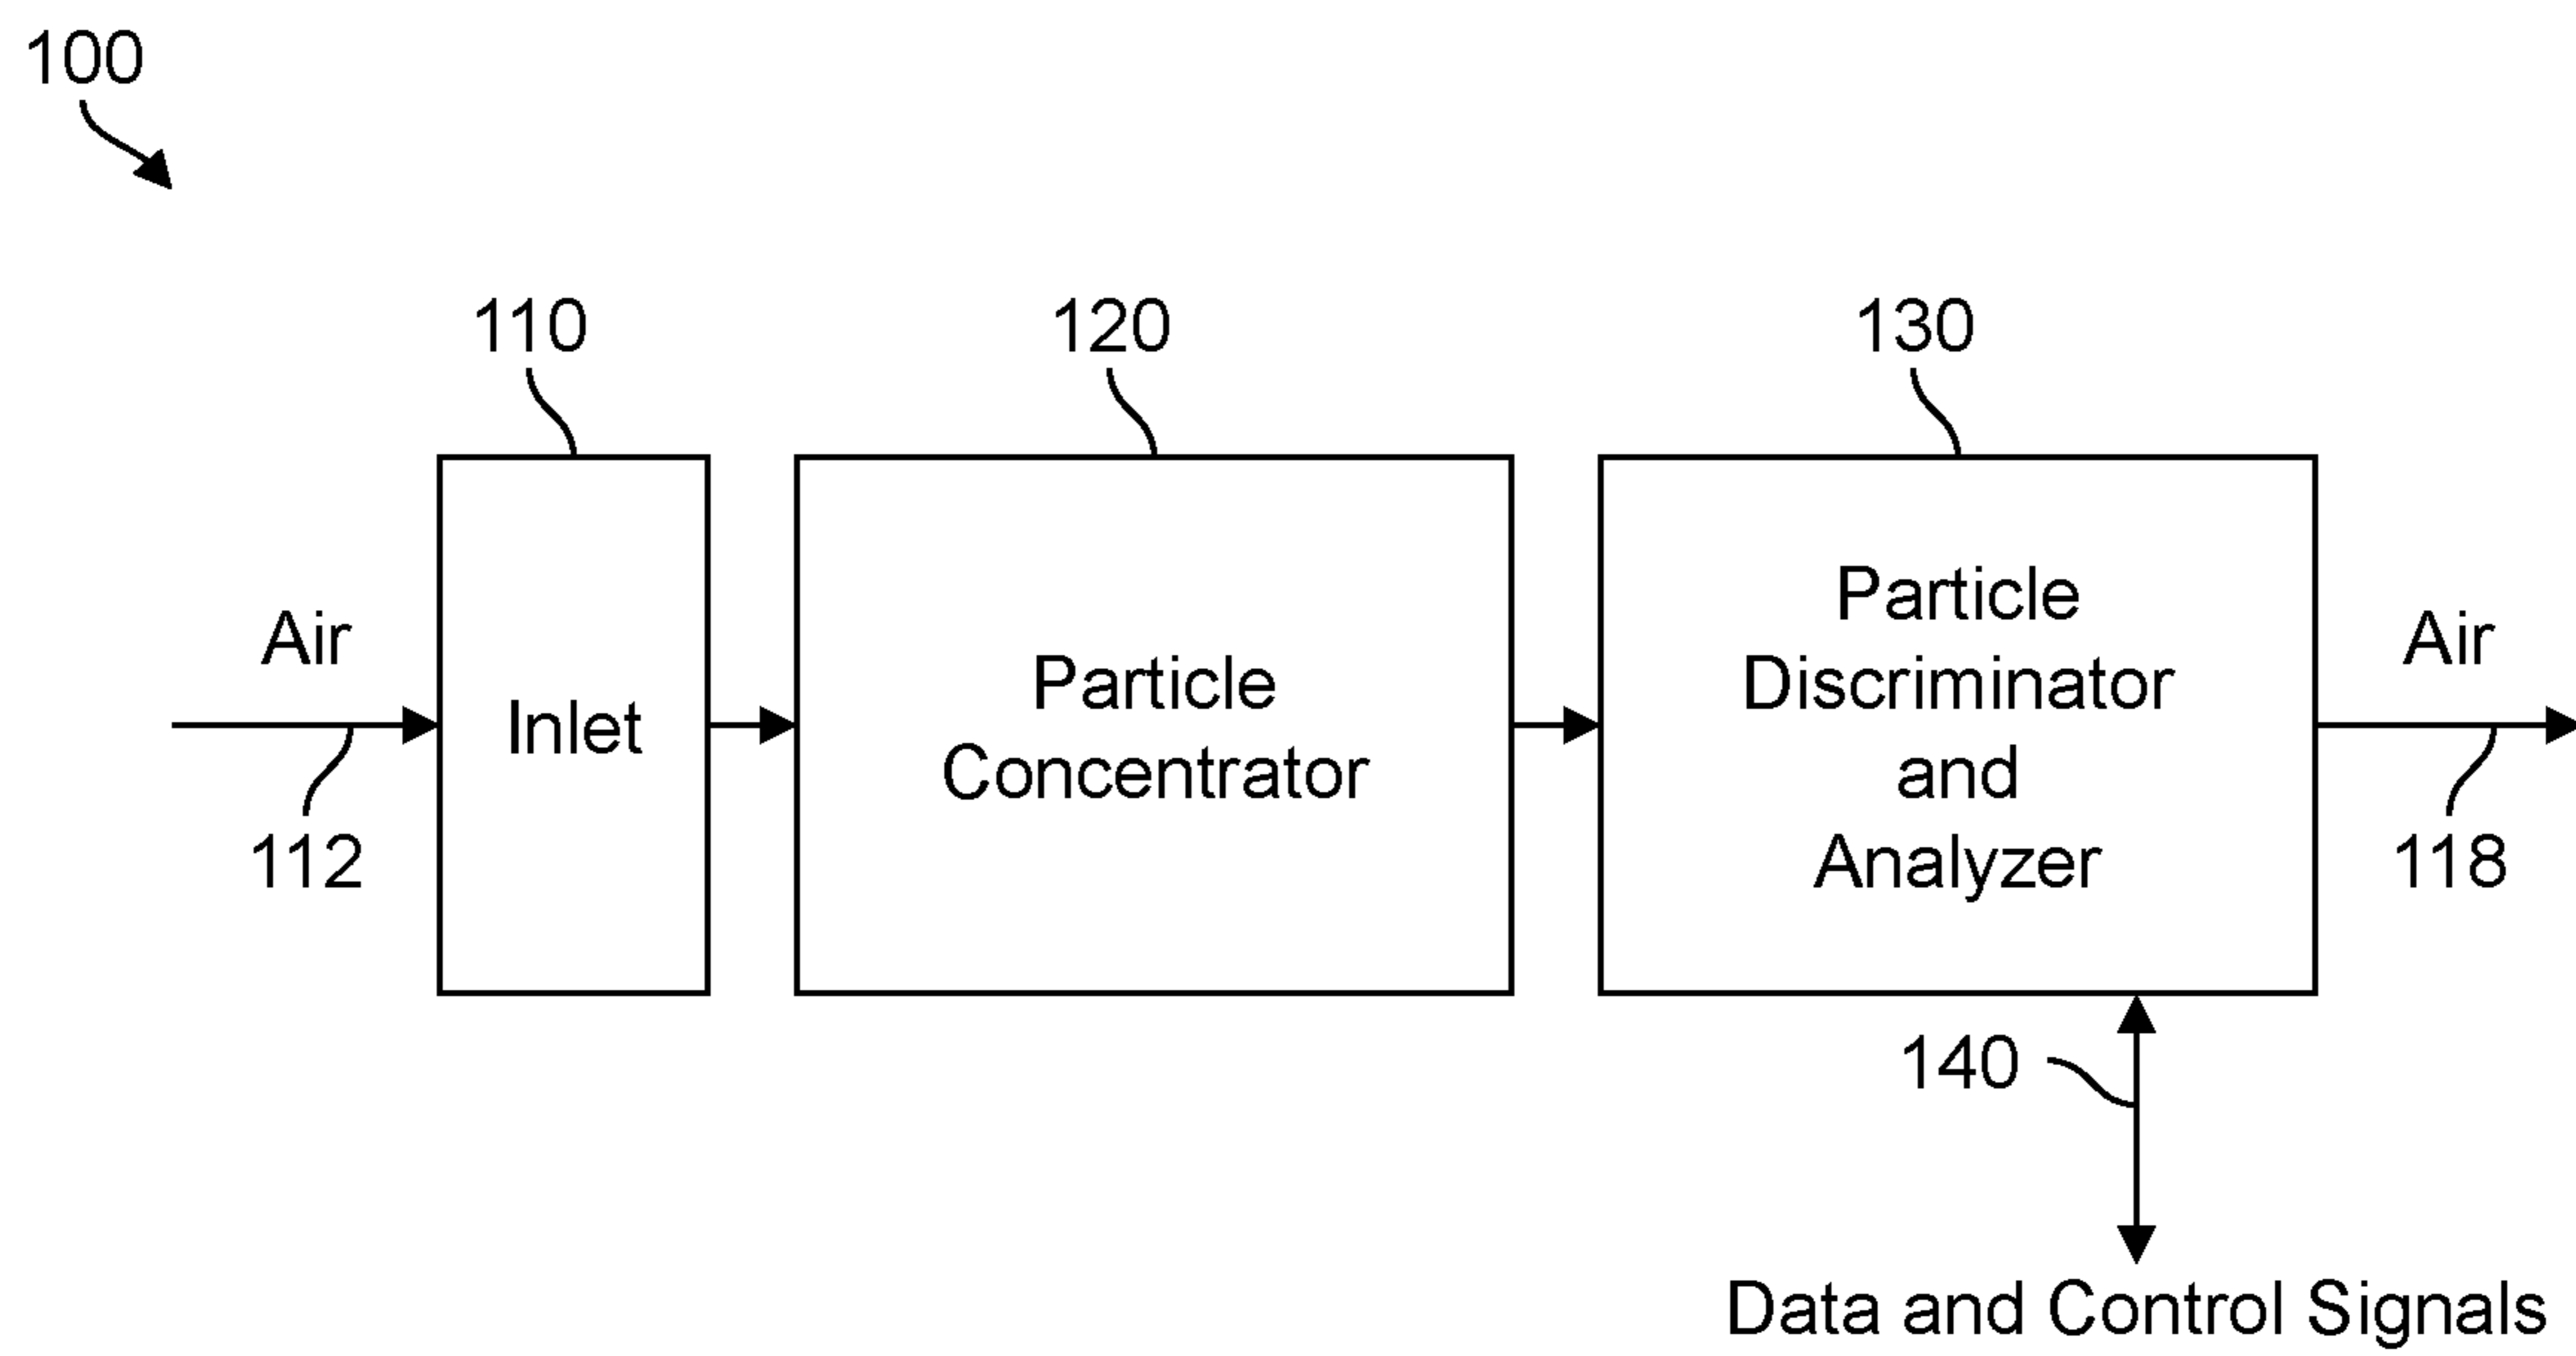 100
110
120
130
Air
Inlet
112
Particle
Concentrator
Particle
Discriminator
and
Analyzer
Air
118
140
Data and Control Signals